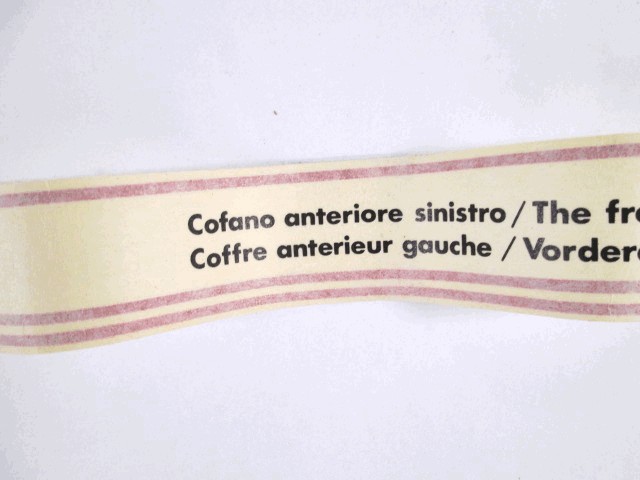 Cofano anteriore sinistro / The
Coffre anterieur gauche /